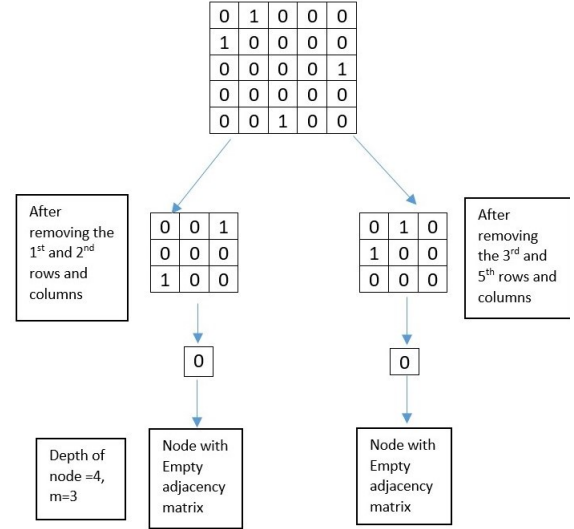 0 1 0 0 0
1 0 0 0 0
0 0 0 0 1
0 0 0 0 0
0 0 1 0 0
After
removing the
1st and 2nd
rows and
columns
0 0 1
0 0 0
1 0 0
0 1 0
1 0 0
0 0 0
After
removing
the 3rd and
5th rows and
columns
0
0
Depth of
node =4,
m=3
Node with
Empty
adjacency
matrix
Node with
Empty
adjacency
matrix